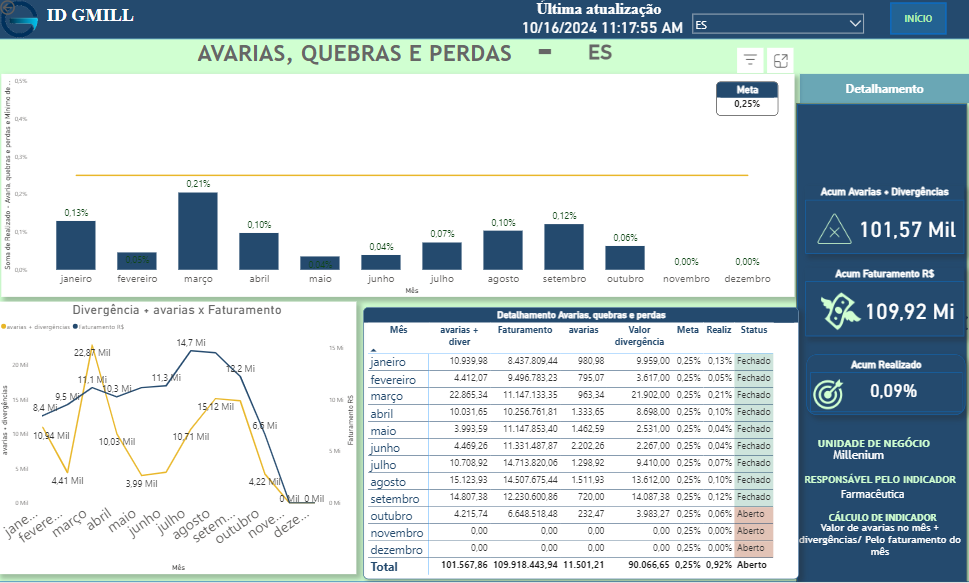 ID GMILL
Última atualização
10/16/2024 11:17:55 AM
ES
INÍCIO
AVARIAS, QUEBRAS E PERDAS - ES
Meta
0,25%
0,5%
0,4%
0,3%
0,2%
0,1%
0,0%
Soma de Realizado - Avaria, quebras e perdas e Mínimo de ..
0,13%
0,05%
0,21%
0,10%
0,04%
0,04%
0,07%
0,10%
0,12%
0,06%
0,00%
0,00%
janeiro fevereiro março abril maio junho julho agosto setembro outubro novembro dezembro
Mês
Detalhamento
Acum Avarias + Divergências
101,57 Mil
Acum Faturamento R$
109,92 Mi
Acum Realizado
0,09%
UNIDADE DE NEGÓCIO
Millenium
RESPONSÁVEL PELO INDICADOR
Farmacêutica
CÁLCULO DE INDICADOR
Valor de avarias no mês +
divergências/ Pelo faturamento do
mês
Divergência + avarias x Faturamento
avarias + divergências Faturamento R$
avarias + divergências
20 Mil
15 Mil
10 Mil
5 Mil
0 Mil
15 Mi
10 Mi
5 Mi
0 Mi
Faturamento R$
8,4 Mi
9,5 Mi
11,1 Mi
10,3 Mi
11,3 Mi
14,7 Mi
12,2 Mi
6,6 Mi
10,94 Mil
4,41 Mil
22,87 Mil
10,03 Mil
3,99 Mil
10,71 Mil
15,12 Mil
4,22 Mil
0 Mil
0 Mil
jane... fevere... março abril maio junho julho agosto setem... outubro nove... deze...
Mês
Detalhamento Avarias, quebras e perdas
Mês avarias + diver Faturamento avarias Valor divergência Meta Realiz Status
janeiro 10.939,98 8.437.809,44 980,98 9.959,00 0,25% 0,13% Fechado
fevereiro 4.412,07 9.496.783,23 795,07 3.617,00 0,25% 0,05% Fechado
março 22.865,34 11.147.133,35 963,34 21.902,00 0,25% 0,21% Fechado
abril 10.031,65 10.256.761,81 1.333,65 8.698,00 0,25% 0,10% Fechado
maio 3.993,59 11.147.853,40 1.462,59 2.531,00 0,25% 0,04% Fechado
junho 4.469,26 11.331.487,87 2.202,26 2.267,00 0,25% 0,04% Fechado
julho 10.708,92 14.713.820,06 1.298,92 9.410,00 0,25% 0,07% Fechado
agosto 15.123,93 14.507.675,44 1.511,93 13.612,00 0,25% 0,10% Fechado
setembro 14.807,38 12.230.600,86 720,00 14.087,38 0,25% 0,12% Fechado
outubro 4.215,74 6.648.518,48 232,47 3.983,27 0,25% 0,06% Aberto
novembro 0,00 0,00 0,00 0,00 0,25% 0,00% Aberto
dezembro 0,00 0,00 0,00 0,00 0,25% 0,00% Aberto
Total 101.567,86 109.918.443,94 11.501,21 90.066,65 0,25% 0,92% Aberto